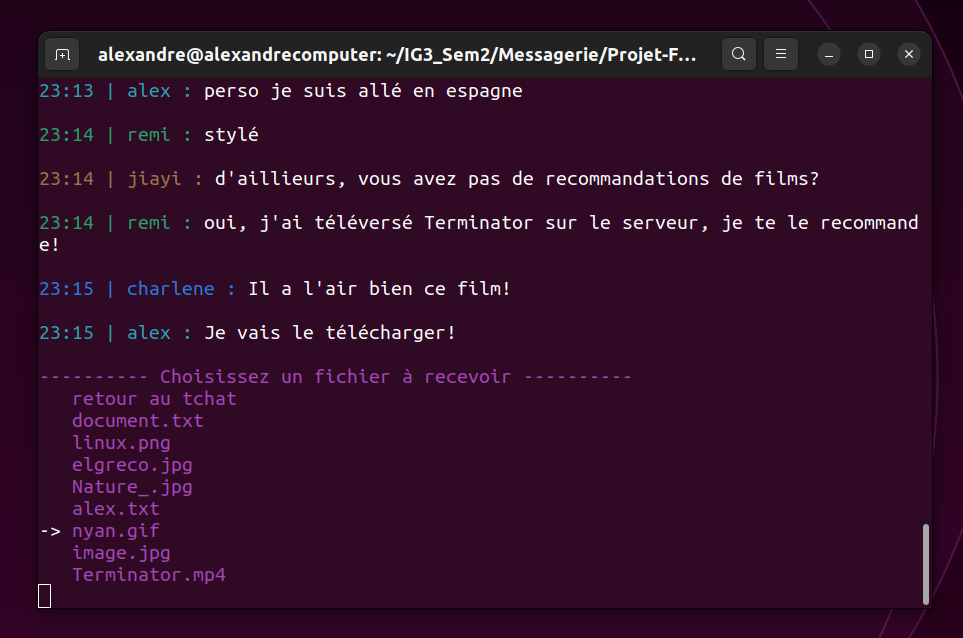 alexandre@alexandrecomputer: ~/IG3_Sem2/Messagerie/Projet-F...
23:13 | alex : perso je suis allé en espagne
23:14 | remi : stylé
23:14 | jiayi : d'aillieurs, vous avez pas de recommandations de films?
23:14 | remi : oui, j'ai téléversé Terminator sur le serveur, je te le recommand
e!
23:15 | charlene : Il a l'air bien ce film!
23:15 | alex : Je vais le télécharger!
---------- Choisissez un fichier à recevoir ----------
retour au tchat
document.txt
linux.png
elgreco.jpg
Nature_.jpg
alex.txt
-> nyan.gif
image.jpg
Terminator.mp4